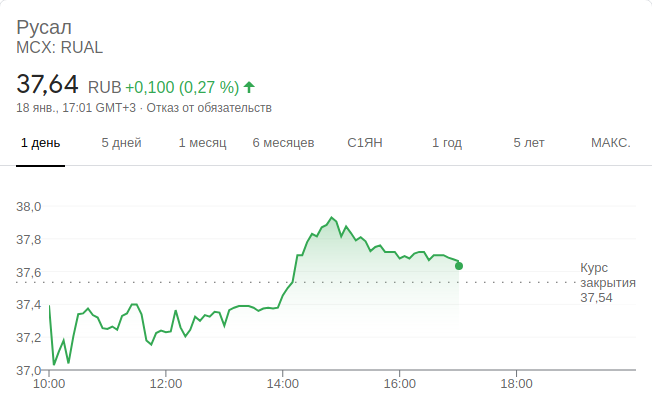 Русал
MCX: RUAL
37,64 RUB +0,100 (0,27 %)
18 янв., 17:01 GMT+3 · Отказ от обязательств
1 день 5 дней 1 месяц 6 месяцев С1ЯН 1 год 5 лет МАКС.
38,0
37,8
37,6
37,4
37,2
37,0
Курс
закрытия
37,54
10:00 12:00 14:00 16:00 18:00